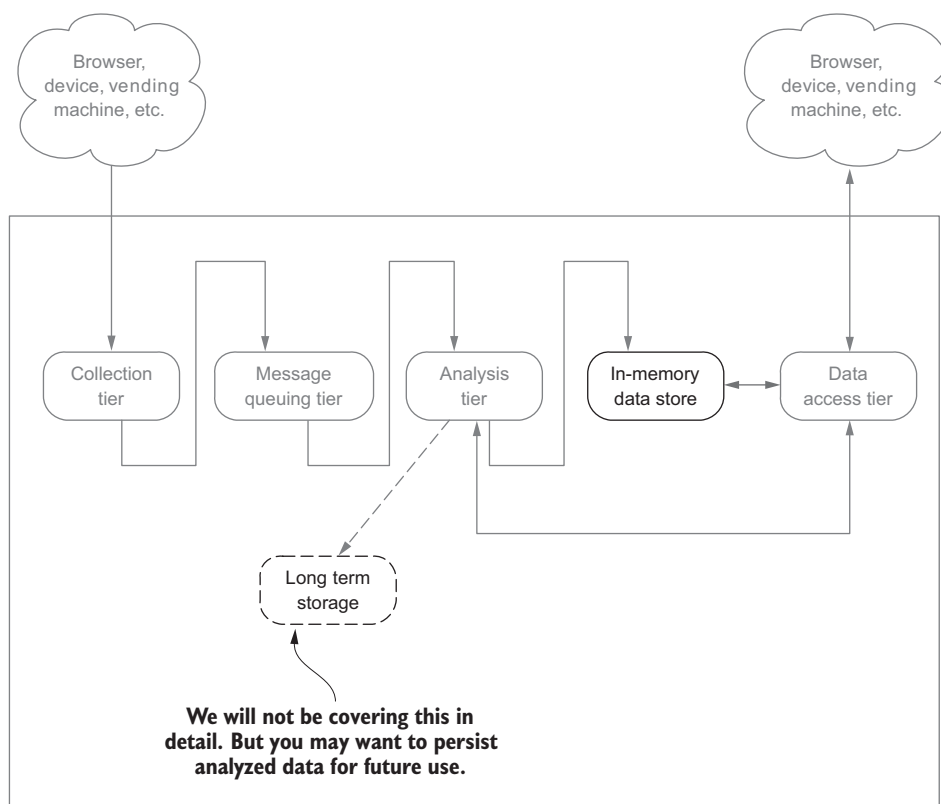 Browser,
device, vending
machine, etc.
Browser,
device, vending
machine, etc.
Collection
tier
Message
queuing tier
Analysis
tier
In-memory
data store
Data
access tier
Long term
storage
We will not be covering this in
detail. But you may want to persist
analyzed data for future use.